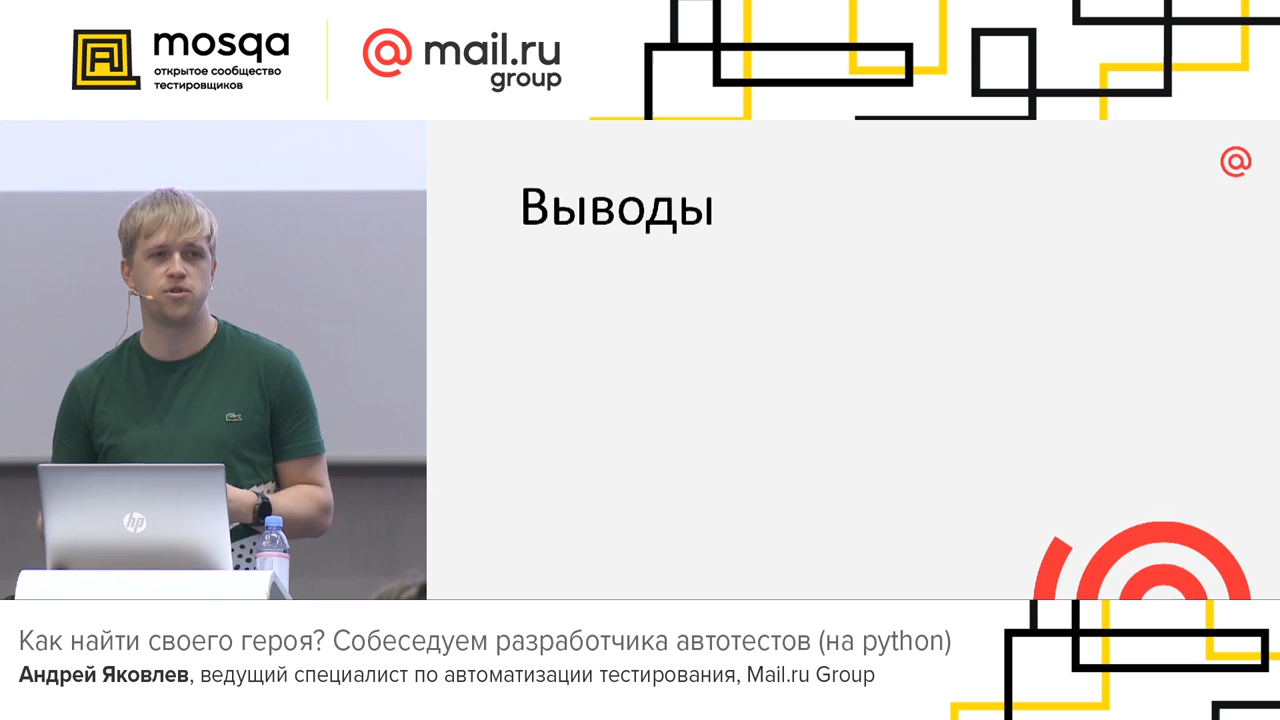 mosqa
открытое сообщество
тестировщиков
@mail.ru
group
@
Выводы
hp
Как найти своего героя? Собеседуем разработчика автотестов (на python)
Андрей Яковлев, ведущий специалист по автоматизации тестирования, Mail.ru Group